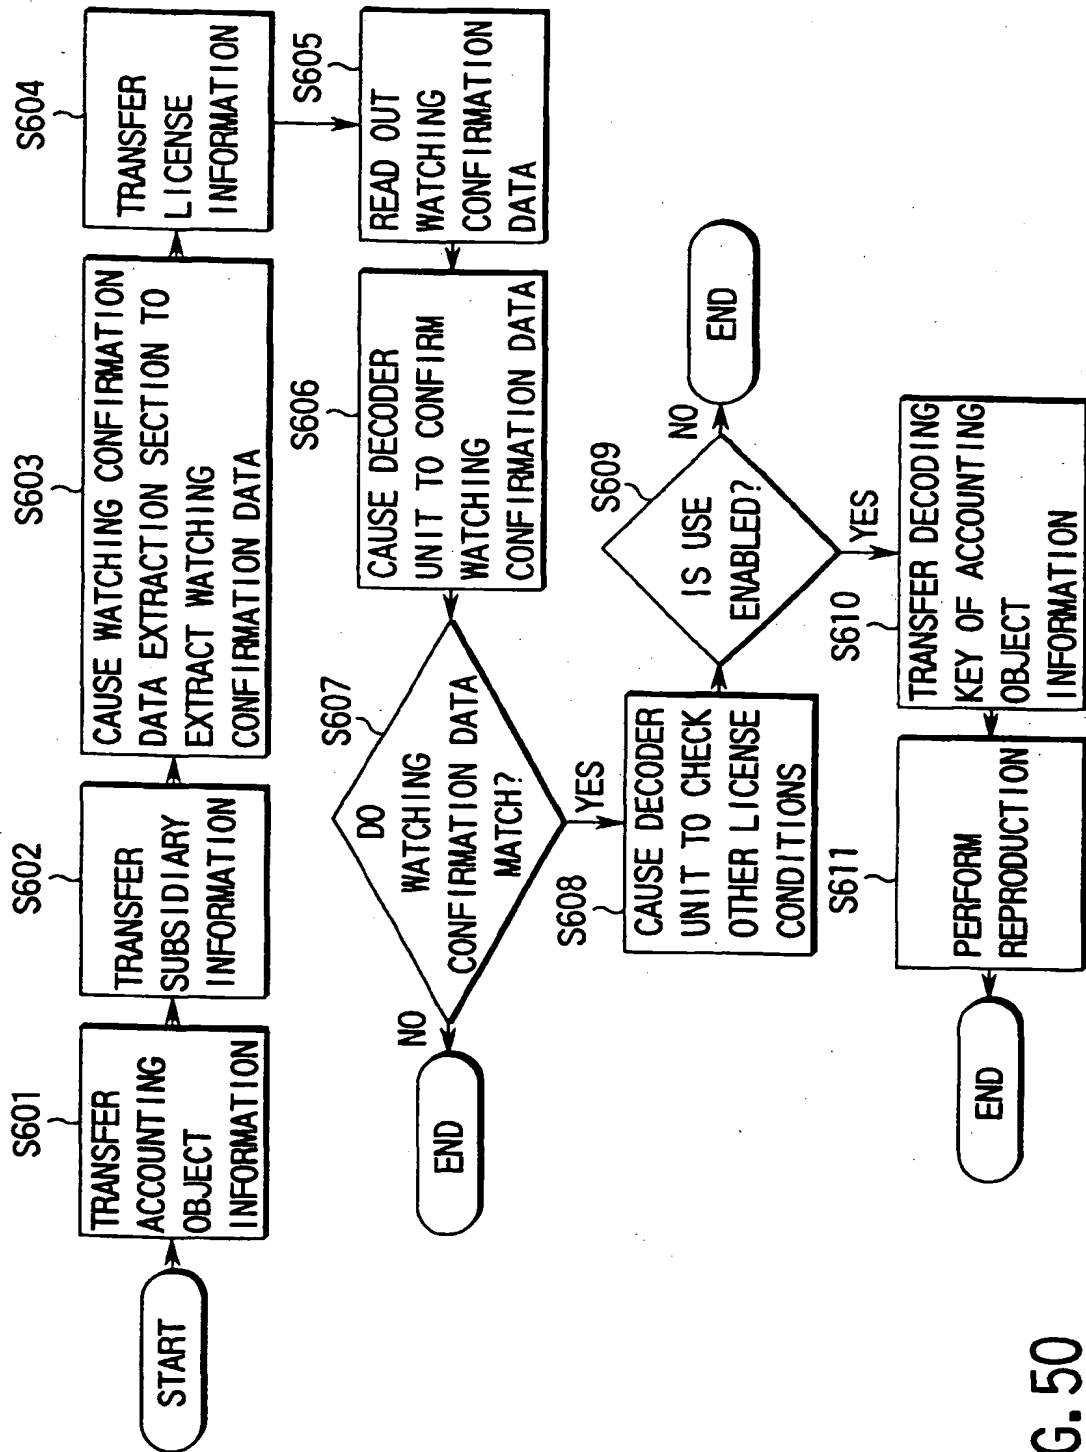 START
S601
TRANSFER
ACCOUNTING
OBJECT
INFORMATION
S602
TRANSFER
SUBSIDIARY
INFORMATION
S603
CAUSE WATCHING CONFIRMATION
DATA EXTRACTION SECTION TO
EXTRACT WATCHING
CONFIRMATION DATA
S604
TRANSFER
LICENSE
INFORMATION
S605
READ OUT
WATCHING
CONFIRMATION
DATA
S606
CAUSE DECODER
UNIT TO CONFIRM
WATCHING
CONFIRMATION DATA
S607
DO
WATCHING
CONFIRMATION DATA
MATCH?
NO
END
YES
S608
CAUSE DECODER
UNIT TO CHECK
OTHER LICENSE
CONDITIONS
S609
IS USE
ENABLED?
NO
END
YES
S610
TRANSFER DECODING
KEY OF ACCOUNTING
OBJECT
INFORMATION
S611
PERFORM
REPRODUCTION
END
G. 50